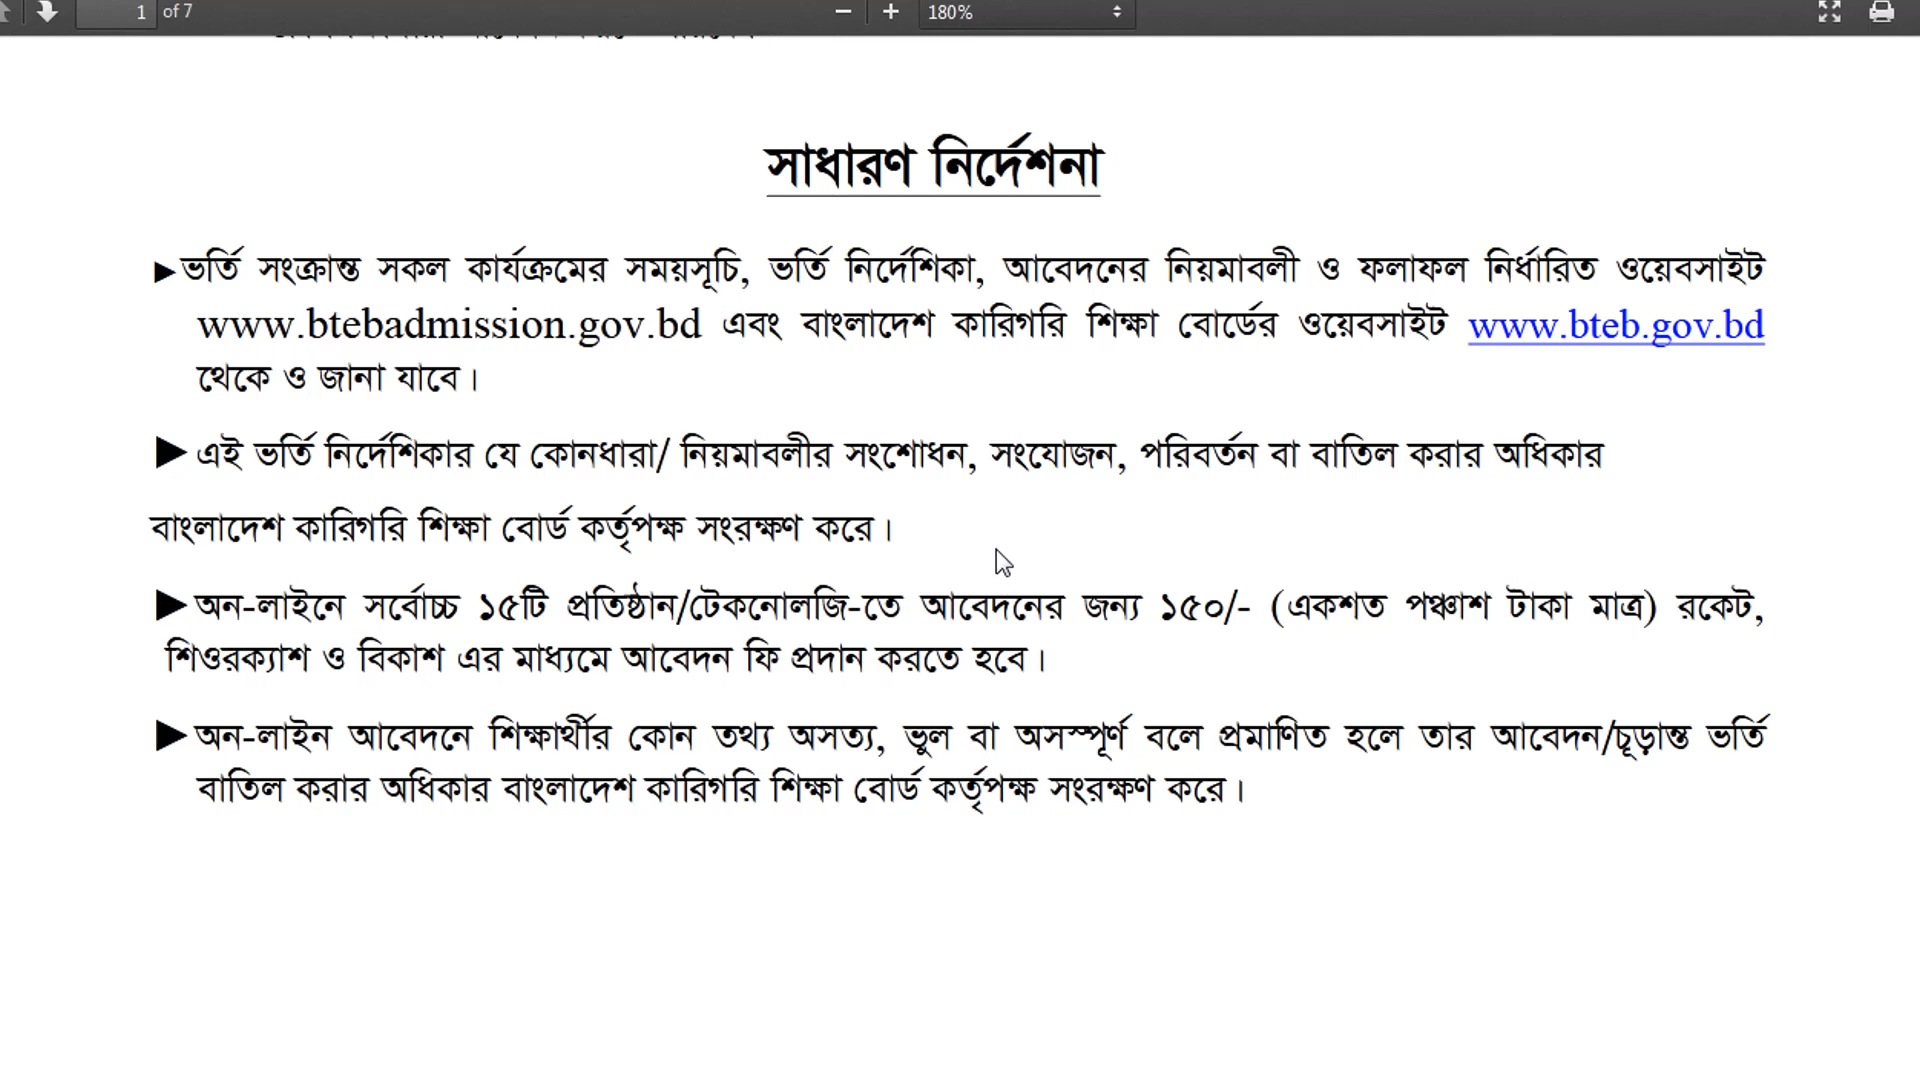 1 of 7
180%
সাধারণ নির্দেশনা
►ভর্তি সংক্রান্ত সকল কার্যক্রমের সময়সূচি, ভর্তি নির্দেশিকা, আবেদনের নিয়মাবলী ও ফলাফল নির্ধারিত ওয়েবসাইট
www.btebadmission.gov.bd এবং বাংলাদেশ কারিগরি শিক্ষা বোর্ডের ওয়েবসাইট www.bteb.gov.bd
থেকে ও জানা যাবে।
►এই ভর্তি নির্দেশিকার যে কোনধারা/ নিয়মাবলীর সংশোধন, সংযোজন, পরিবর্তন বা বাতিল করার অধিকার
বাংলাদেশ কারিগরি শিক্ষা বোর্ড কর্তৃপক্ষ সংরক্ষণ করে।
►অন-লাইনে সর্বোচ্চ ১৫টি প্রতিষ্ঠান/টেকনোলজি-তে আবেদনের জন্য ১৫০/- (একশত পঞ্চাশ টাকা মাত্র) রকেট,
শিওরক্যাশ ও বিকাশ এর মাধ্যমে আবেদন ফি প্রদান করতে হবে।
►অন-লাইন আবেদনে শিক্ষার্থীর কোন তথ্য অসত্য, ভুল বা অসস্পূর্ণ বলে প্রমাণিত হলে তার আবেদন/চূড়ান্ত ভর্তি
বাতিল করার অধিকার বাংলাদেশ কারিগরি শিক্ষা বোর্ড কর্তৃপক্ষ সংরক্ষণ করে।